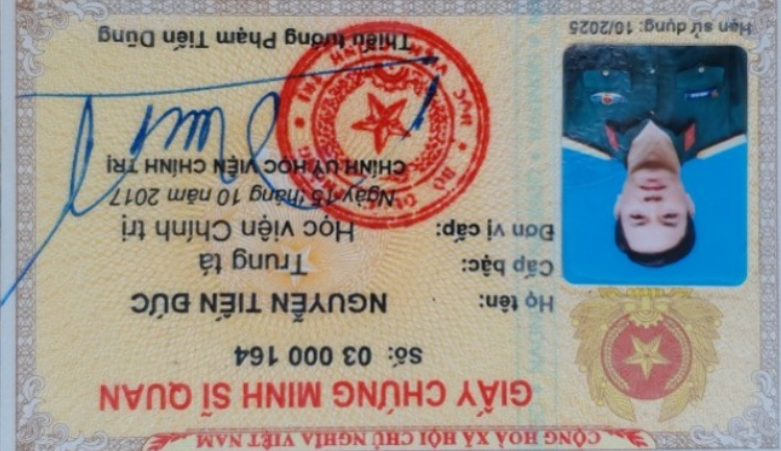 CỘNG HOÀ XÃ HỘI CHỦ NGHĨA VIỆT NAM
GIẤY CHỨNG MINH SĨ QUAN
Số: 03 000 164
Họ tên: NGUYỄN TIẾN ĐỨC
Cấp bậc: Trung tá
Đơn vị cấp: Học viện Chính trị
Ngày 15 tháng 10 năm 2017
CHÍNH UỶ HỌC VIỆN CHÍNH TRỊ
Thiếu tướng Phạm Tiến Dũng
Hạn sử dụng: 10/2025